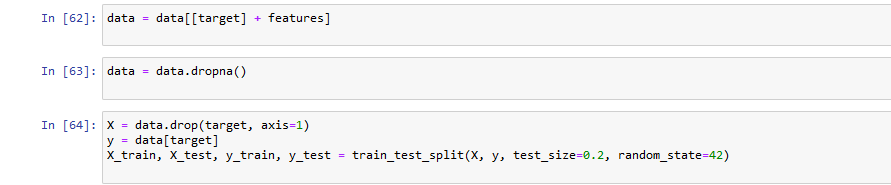 In [62]: data = data[[target] + features]
In [63]: data = data.dropna()
In [64]: X = data.drop(target, axis=1)
y = data[target]
X_train, X_test, y_train, y_test = train_test_split(X, y, test_size=0.2, random_state=42)